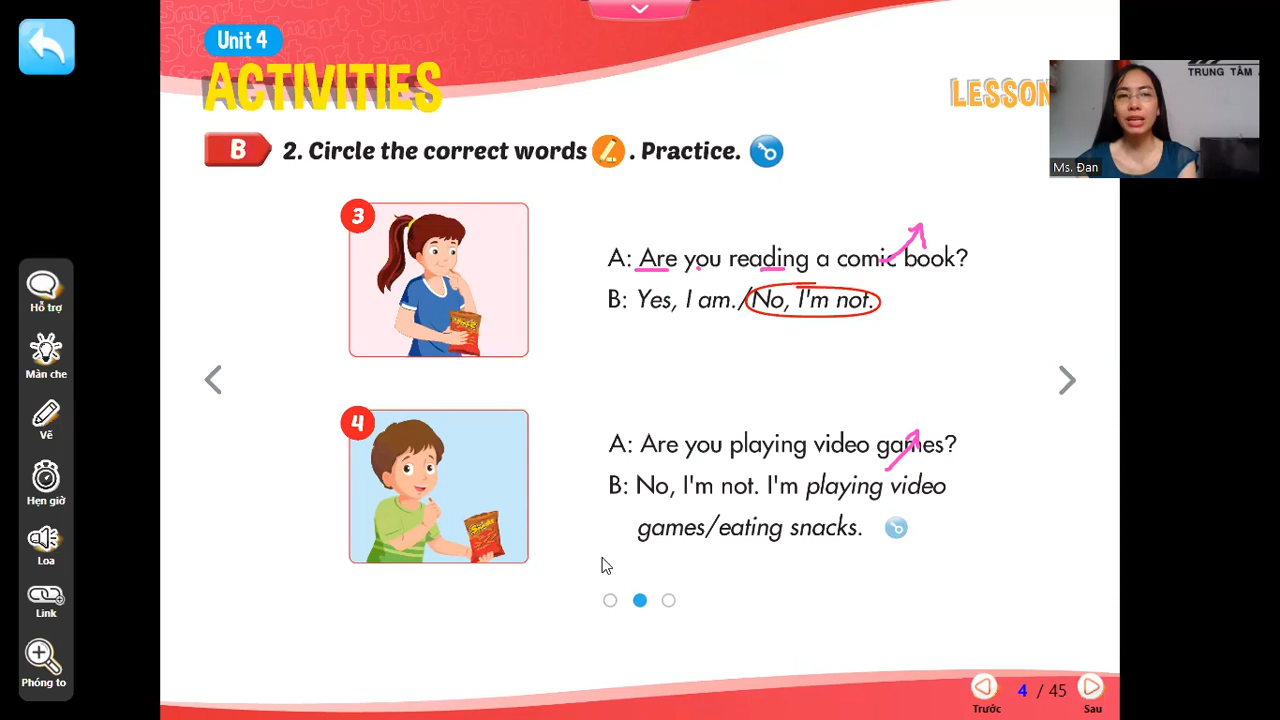 Unit 4
ACTIVITIES
LESSON
TRUNG TÂM
Ms. Đan
B 2. Circle the correct words . Practice.
3
A: Are you reading a comic book?
B: Yes, I am./No, I'm not.
4
A: Are you playing video games?
B: No, I'm not. I'm playing video
games/eating snacks.
Hỗ trợ
Màn che
Vẽ
Hẹn giờ
Loa
Link
Phóng to
4 / 45
Trước
Sau